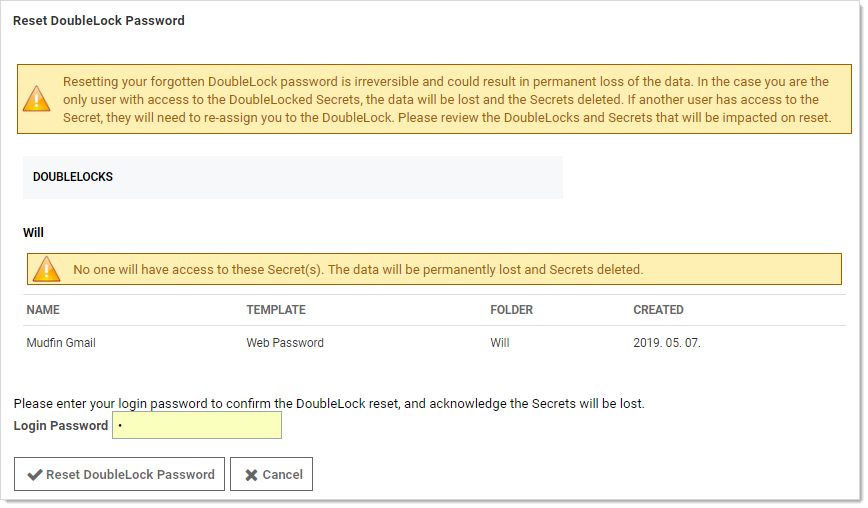 Reset DoubleLock Password
Resetting your forgotten DoubleLock password is irreversible and could result in permanent loss of the data. In the case you are the
only user with access to the DoubleLocked Secrets, the data will be lost and the Secrets deleted. If another user has access to the
Secret, they will need to re-assign you to the DoubleLock. Please review the DoubleLocks and Secrets that will be impacted on reset.
DOUBLELOCKS
Will
No one will have access to these Secret(s). The data will be permanently lost and Secrets deleted.
NAME TEMPLATE FOLDER CREATED
Mudfin Gmail Web Password Will 2019. 05. 07.
Please enter your login password to confirm the DoubleLock reset, and acknowledge the Secrets will be lost.
Login Password •
Reset DoubleLock Password Cancel